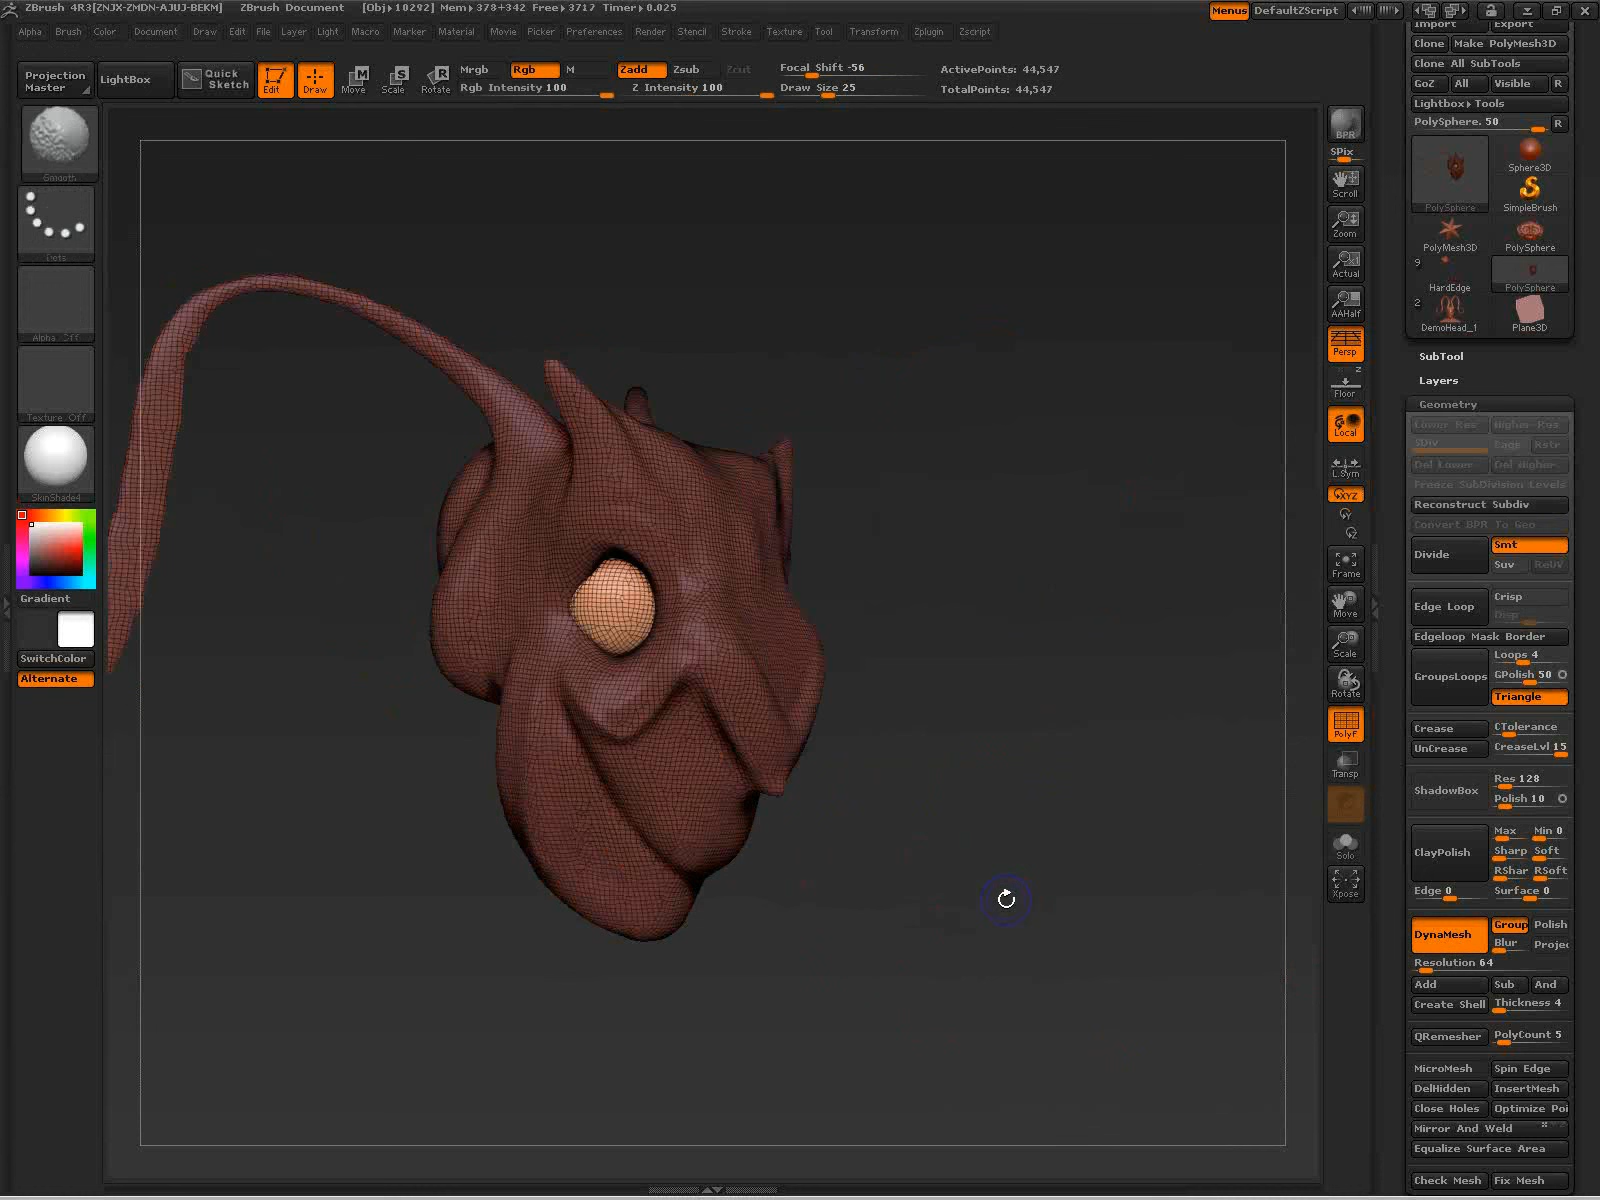 ZBrush 4R3[ZNJX-ZMDN-AJUJ-BEKM] ZBrush Document [Obj▸10292] Mem▸378+342 Free▸3717 Timer▸0.025 Menus DefaultZScript
Alpha Brush Color Document Draw Edit File Layer Light Macro Marker Material Movie Picker Preferences Render Stencil Stroke Texture Tool Transform Zplugin Zscript
Projection Master
LightBox
Quick Sketch
Edit
Draw
Move
Scale
Rotate
Mrgb Rgb M
Rgb Intensity 100
Zadd Zsub Zcut
Z Intensity 100
Focal Shift -56
Draw Size 25
ActivePoints: 44,547
TotalPoints: 44,547
Smooth
Dots
Alpha Off
Texture Off
SkinShade4
Gradient
SwitchColor
Alternate
BPR
SPix
Scroll
Zoom
Actual
AAHalf
Persp
Floor
Local
L.Sym
XYZ
Y
Z
Frame
Move
Scale
Rotate
PolyF
Transp
Solo
Xpose
Import Export
Clone Make PolyMesh3D
Clone All SubTools
GoZ All Visible R
Lightbox▸Tools
PolySphere. 50 R
PolySphere
Sphere3D
SimpleBrush
PolyMesh3D PolySphere
9
HardEdge PolySphere
2
DemoHead_1 Plane3D
SubTool
Layers
Geometry
Lower Res Higher Res
SDiv Cage Rstr
Del Lower Del Higher
Freeze SubDivision Levels
Reconstruct Subdiv
Convert BPR To Geo
Divide Smt
Suv ReUV
Edge Loop Crisp
Disp
Edgeloop Mask Border
GroupsLoops Loops 4
GPolish 50
Triangle
Crease CTolerance
UnCrease CreaseLvl 15
ShadowBox Res 128
Polish 10
ClayPolish Max Min 0
Sharp Soft
RShar RSoft
Edge 0 Surface 0
DynaMesh Group Polish
Blur Projec
Resolution 64
Add Sub And
Create Shell Thickness 4
QRemesher PolyCount 5
MicroMesh Spin Edge
DelHidden InsertMesh
Close Holes Optimize Poi
Mirror And Weld
Equalize Surface Area
Check Mesh Fix Mesh